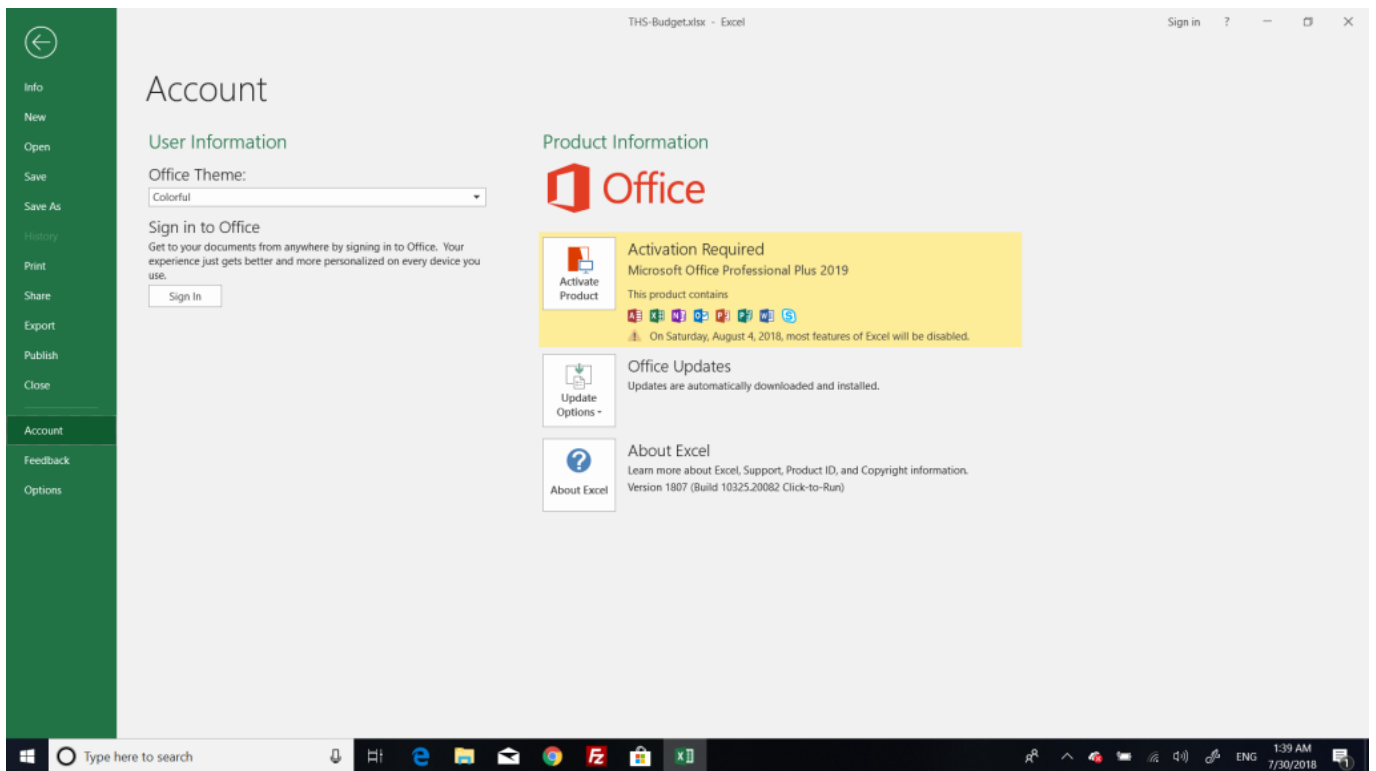 THS-Budget.xlsx - Excel
Sign in ?
Info
New
Open
Save
Save As
History
Print
Share
Export
Publish
Close
Account
Feedback
Options
Account
User Information
Office Theme:
Colorful
Sign in to Office
Get to your documents from anywhere by signing in to Office. Your
experience just gets better and more personalized on every device you
use.
Sign In
Product Information
Office
Activate
Product
Activation Required
Microsoft Office Professional Plus 2019
This product contains
On Saturday, August 4, 2018, most features of Excel will be disabled.
Update
Options
Office Updates
Updates are automatically downloaded and installed.
About Excel
About Excel
Learn more about Excel, Support, Product ID, and Copyright information.
Version 1807 (Build 10325.20082 Click-to-Run)
Type here to search
ENG
1:39 AM
7/30/2018